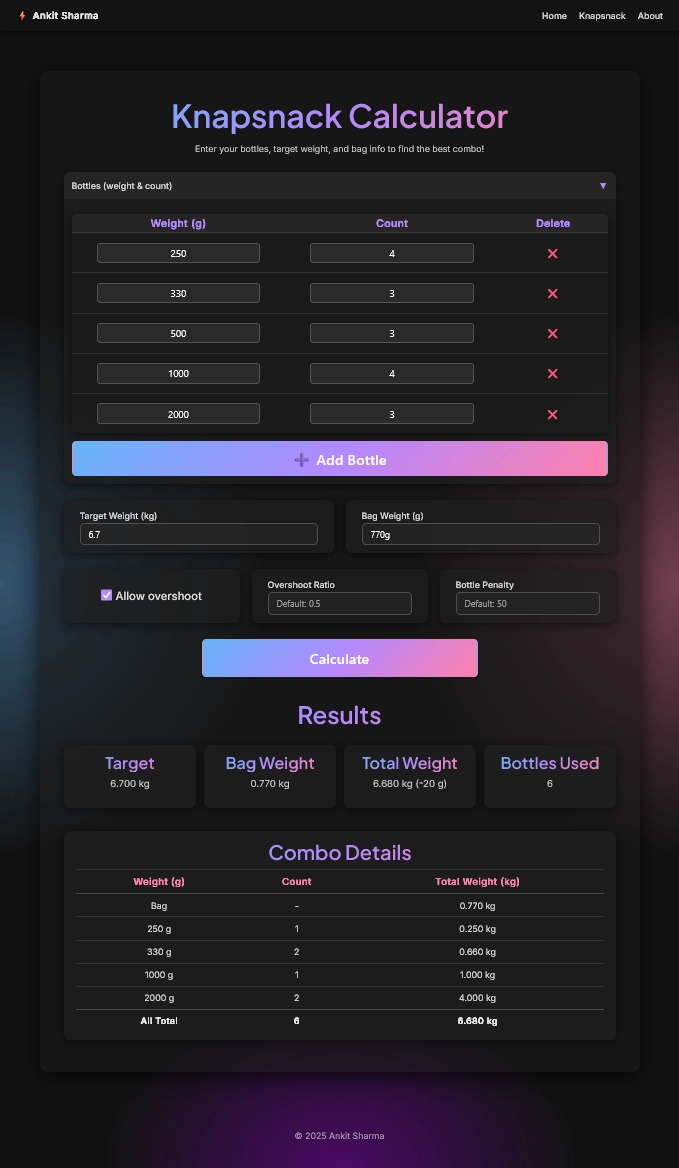 Ankit Sharma Home Knapsnack About
Knapsnack Calculator
Enter your bottles, target weight, and bag info to find the best combo!
Bottles (weight & count) ▼
Weight (g) Count Delete
250 4 ❌
330 3 ❌
500 3 ❌
1000 4 ❌
2000 3 ❌
➕ Add Bottle
Target Weight (kg) Bag Weight (g)
6.7 770g
Allow overshoot Overshoot Ratio Bottle Penalty
Default: 0.5 Default: 50
Calculate
Results
Target Bag Weight Total Weight Bottles Used
6.700 kg 0.770 kg 6.680 kg (-20 g) 6
Combo Details
Weight (g) Count Total Weight (kg)
Bag - 0.770 kg
250 g 1 0.250 kg
330 g 2 0.660 kg
1000 g 1 1.000 kg
2000 g 2 4.000 kg
All Total 6 6.680 kg
© 2025 Ankit Sharma